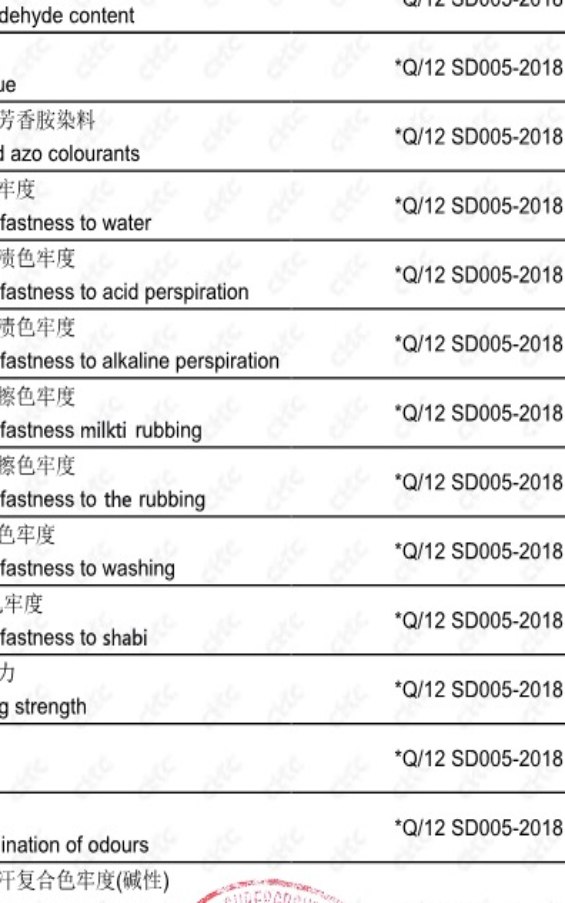 dehyde content
*Q/12 SD005-2018
*Q/12 SD005-2018
ue
芳香胺染料
*Q/12 SD005-2018
d azo colourants
牢度
*Q/12 SD005-2018
fastness to water
渍色牢度
*Q/12 SD005-2018
fastness to acid perspiration
渍色牢度
*Q/12 SD005-2018
fastness to alkaline perspiration
擦色牢度
*Q/12 SD005-2018
fastness milkti rubbing
擦色牢度
*Q/12 SD005-2018
fastness to the rubbing
色牢度
*Q/12 SD005-2018
fastness to washing
牢度
*Q/12 SD005-2018
fastness to shabi
力
*Q/12 SD005-2018
g strength
*Q/12 SD005-2018
*Q/12 SD005-2018
ination of odours
汗复合色牢度(碱性)